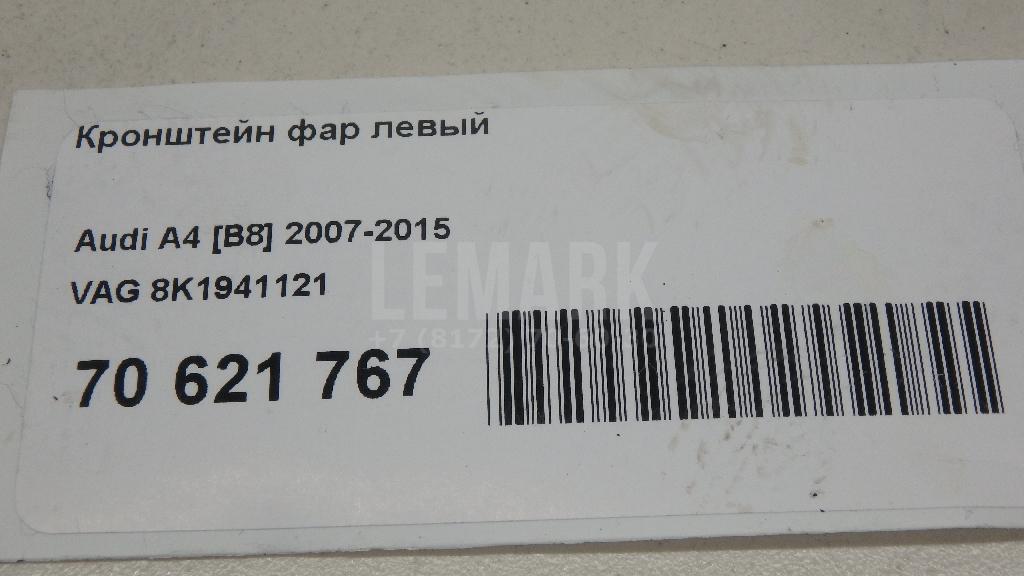 Кронштейн фар левый
Audi A4 [B8] 2007-2015
VAG 8K1941121
LEMARK
70 621 767